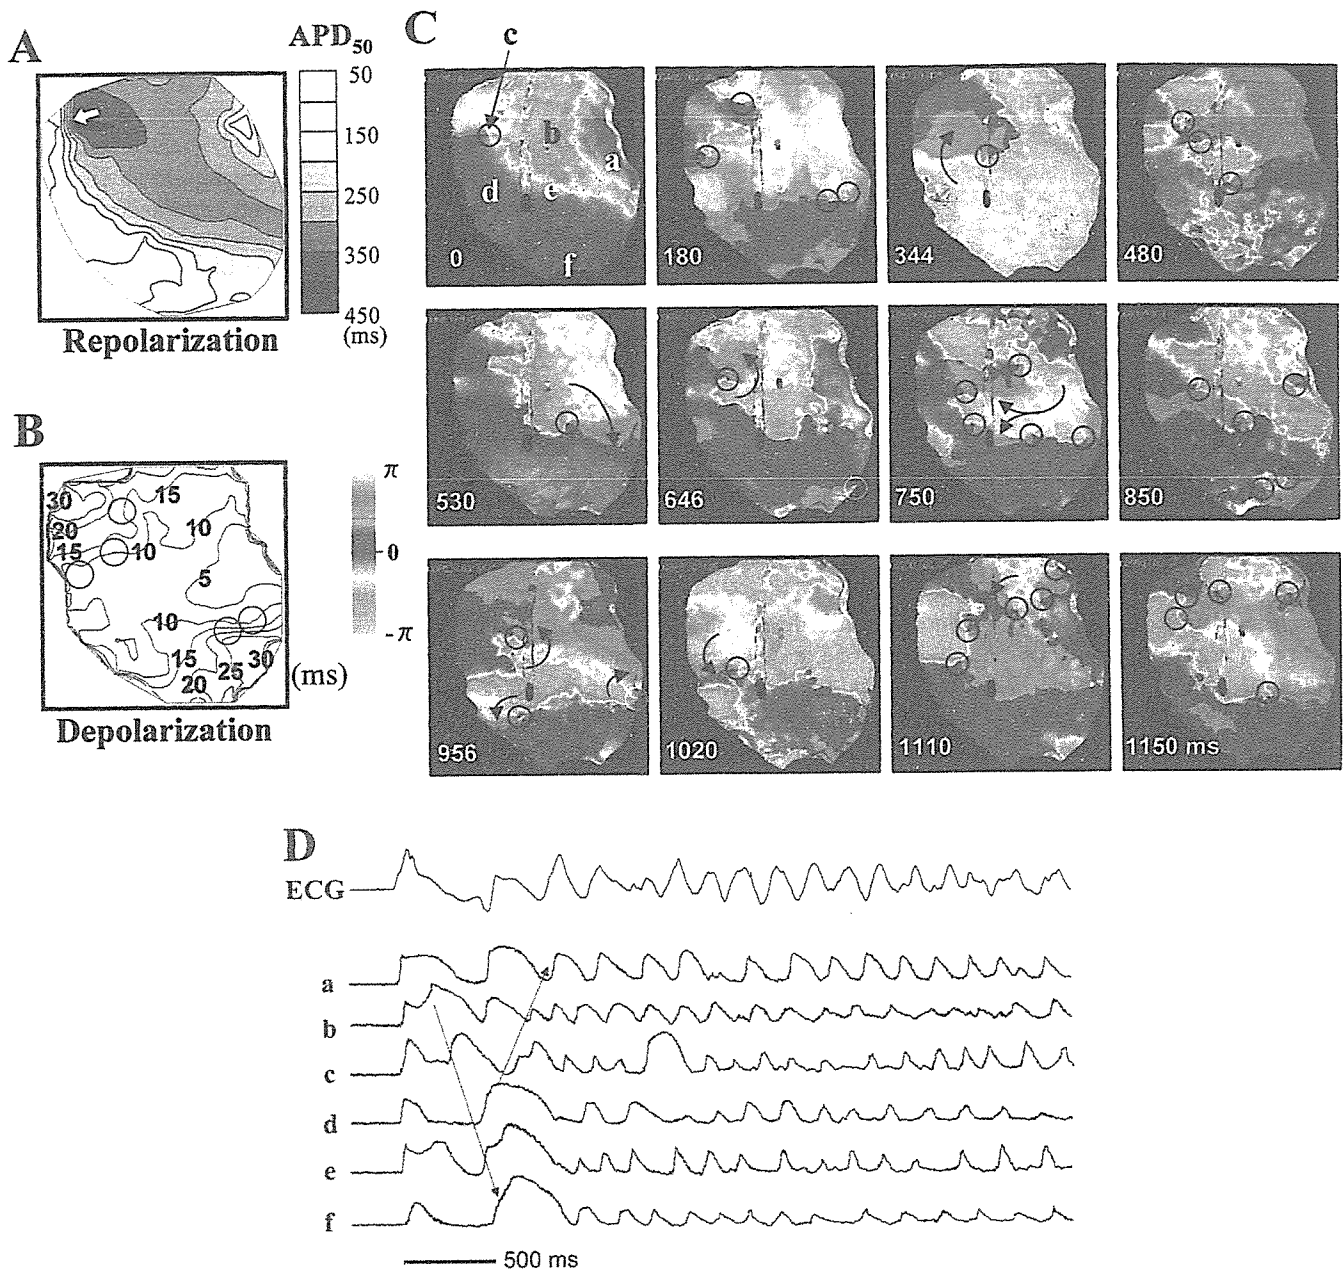 A
APD50
50
150
250
350
450
(ms)
Repolarization
B
30
20
15
15
10
10
5
10
15
20
25
30
(ms)
Depolarization
π
0
-π
C
c
b
a
d
e
f
0
180
344
480
530
646
750
850
956
1020
1110
1150 ms
D
ECG
a
b
c
d
e
f
500 ms